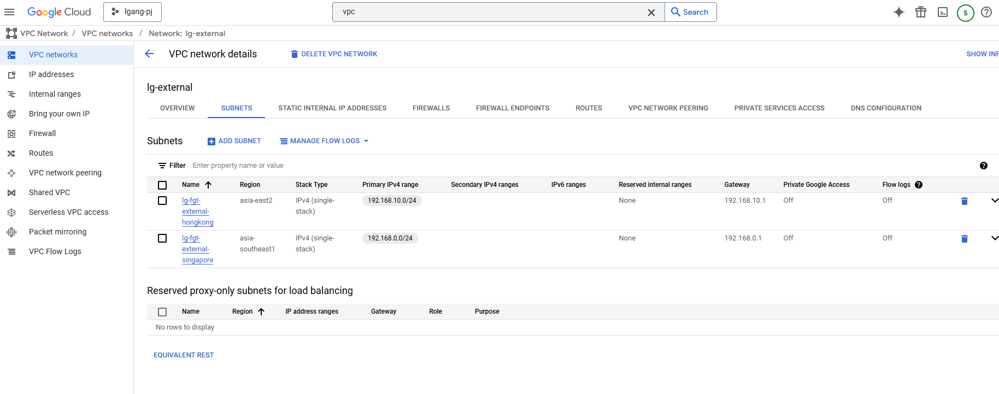 Google Cloud
lgang-pj
vpc
Search
5
VPC Network / VPC networks / Network: lg-external
VPC networks
IP addresses
Internal ranges
Bring your own IP
Firewall
Routes
VPC network peering
Shared VPC
Serverless VPC access
Packet mirroring
VPC Flow Logs
VPC network details
DELETE VPC NETWORK
SHOW INF
lg-external
OVERVIEW SUBNETS STATIC INTERNAL IP ADDRESSES FIREWALLS FIREWALL ENDPOINTS ROUTES VPC NETWORK PEERING PRIVATE SERVICES ACCESS DNS CONFIGURATION
Subnets
ADD SUBNET
MANAGE FLOW LOGS
Filter Enter property name or value
Name Region Stack Type Primary IPv4 range Secondary IPv4 ranges IPv6 ranges Reserved internal ranges Gateway Private Google Access Flow logs
lg-fgt- asia-east2 IPv4 (single- 192.168.10.0/24 None 192.168.10.1 Off Off
external- stack)
hongkong
lg-fgt- asia- IPv4 (single- 192.168.0.0/24 None 192.168.0.1 Off Off
external- southeast1 stack)
singapore
Reserved proxy-only subnets for load balancing
Name Region IP address ranges Gateway Role Purpose
No rows to display
EQUIVALENT REST